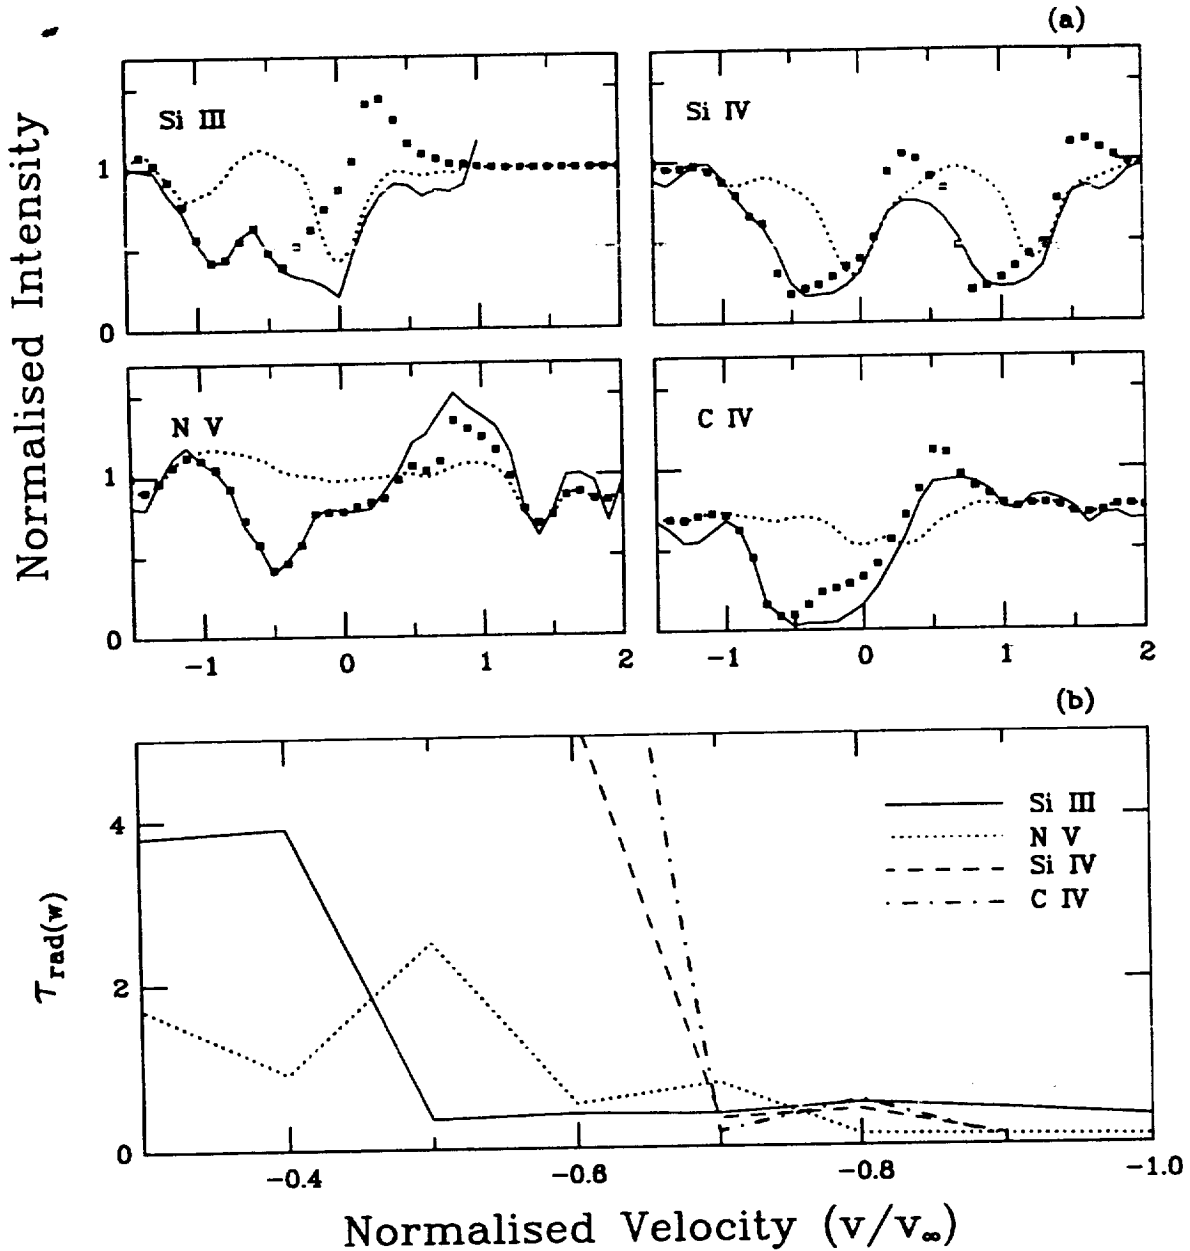 (a)
Normalised Intensity
Si III
Si IV
1
0
N V
C IV
1
0
-1 0 1 2
-1 0 1 2
(b)
τrad(w)
4
2
0
Si III
N V
Si IV
C IV
-0.4 -0.6 -0.8 -1.0
Normalised Velocity (v/v∞)